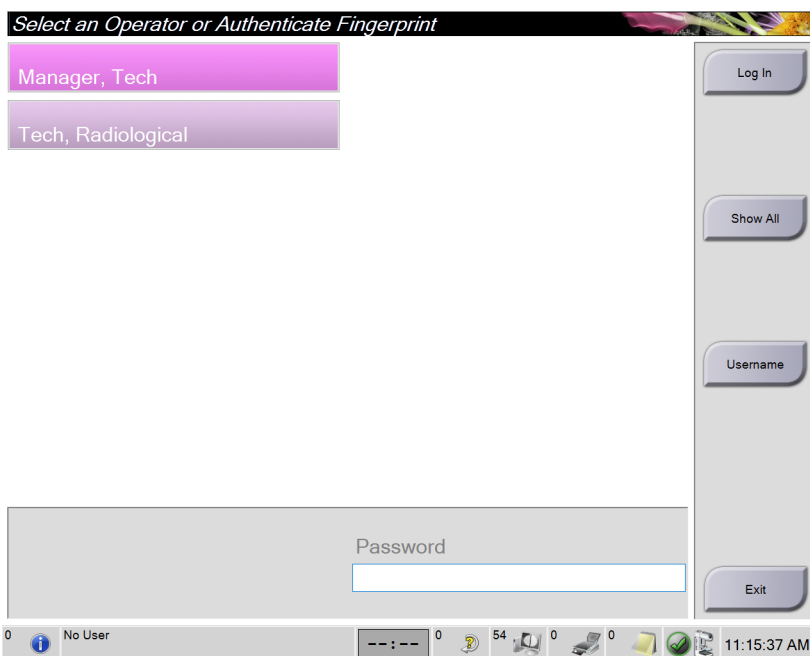 Select an Operator or Authenticate Fingerprint
Manager, Tech
Log In
Tech, Radiological
Show All
Username
Password
Exit
0
No User
--:--
0
54
0
0
11:15:37 AM